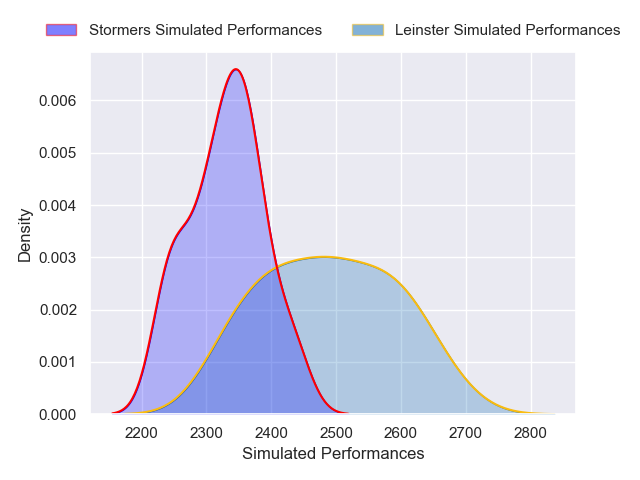 Stormers Simulated Performances Leinster Simulated Performances
0.006
0.005
0.004
0.003
0.002
0.001
0.000
Density
2200 2300 2400 2500 2600 2700 2800
Simulated Performances